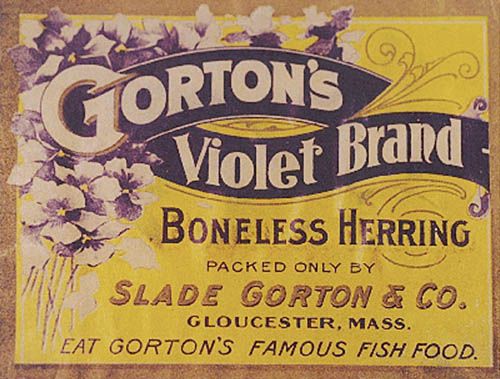 GORTON'S
Violet Brand
BONELESS HERRING
PACKED ONLY BY
SLADE GORTON & CO.
GLOUCESTER, MASS.
EAT GORTON'S FAMOUS FISH FOOD.